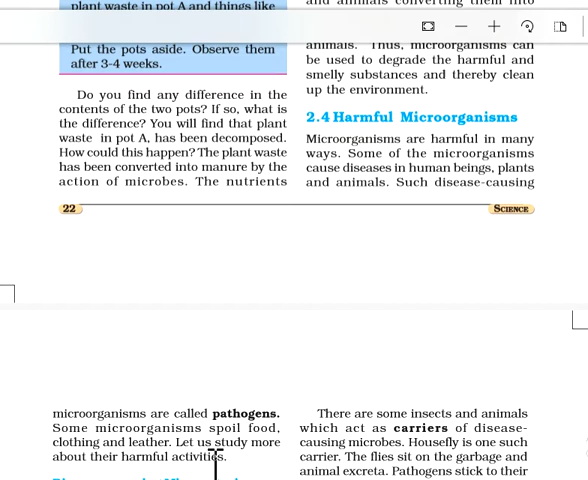 plant waste in pot A and things like
Put the pots aside. Observe them
after 3-4 weeks.
Do you find any difference in the
contents of the two pots? If so, what is
the difference? You will find that plant
waste in pot A, has been decomposed.
How could this happen? The plant waste
has been converted into manure by the
action of microbes. The nutrients
and animals converting them into
animals. Thus, microorganisms can
be used to degrade the harmful and
smelly substances and thereby clean
up the environment.
2.4 Harmful Microorganisms
Microorganisms are harmful in many
ways. Some of the microorganisms
cause diseases in human beings, plants
and animals. Such disease-causing
22
SCIENCE
microorganisms are called pathogens.
Some microorganisms spoil food,
clothing and leather. Let us study more
about their harmful activities.
There are some insects and animals
which act as carriers of disease-
causing microbes. Housefly is one such
carrier. The flies sit on the garbage and
animal excreta. Pathogens stick to their